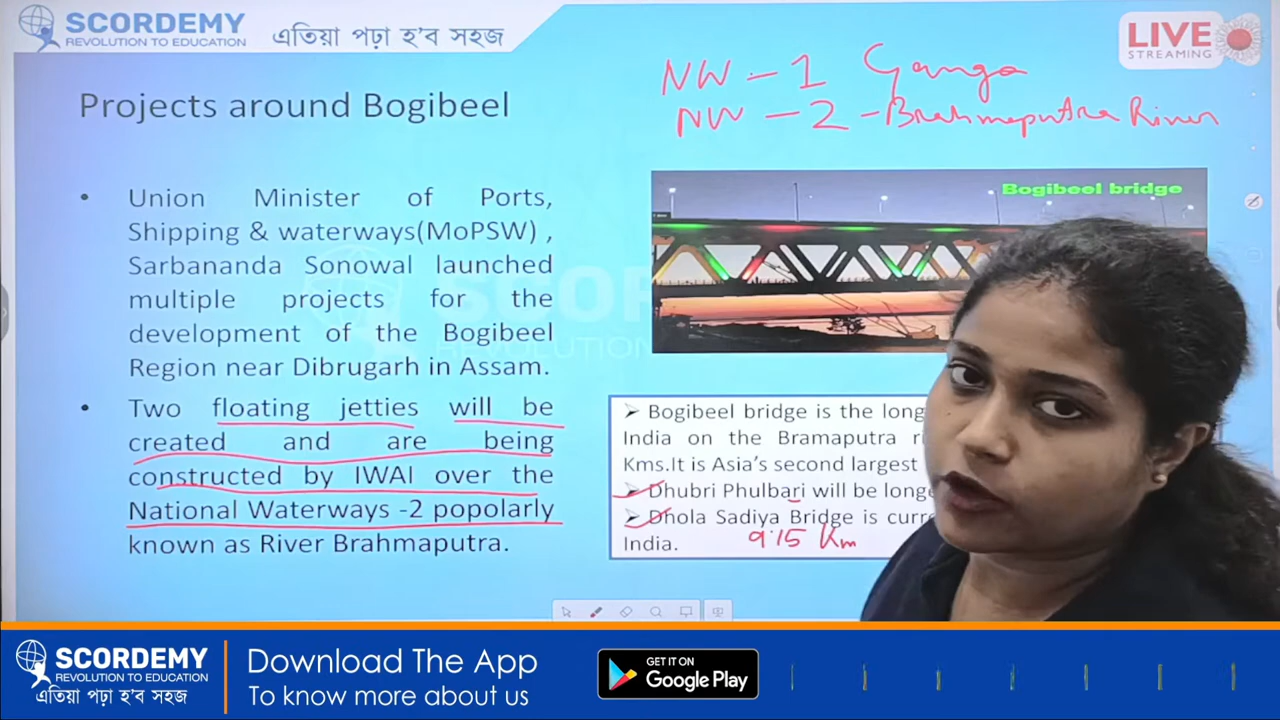 SCORDEMY
REVOLUTION TO EDUCATION
এতিয়া পঢ়া হ'ব সহজ
LIVE
STREAMING
NW - 1 Ganga
NW - 2 - Brahmaputra River
Projects around Bogibeel
• Union Minister of Ports,
Shipping & waterways(MoPSW) ,
Sarbananda Sonowal launched
multiple projects for the
development of the Bogibeel
Region near Dibrugarh in Assam.
• Two floating jetties will be
created and are being
constructed by IWAI over the
National Waterways -2 popolarly
known as River Brahmaputra.
Bogibeel bridge
➢ Bogibeel bridge is the long
India on the Bramaputra r
Kms.It is Asia's second largest
➢ Dhubri Phulbari will be longe
➢ Dhola Sadiya Bridge is curr
India.
9.15 Km
SCORDEMY
REVOLUTION TO EDUCATION
এতিয়া পঢ়া হ'ব সহজ
Download The App
To know more about us
GET IT ON
Google Play